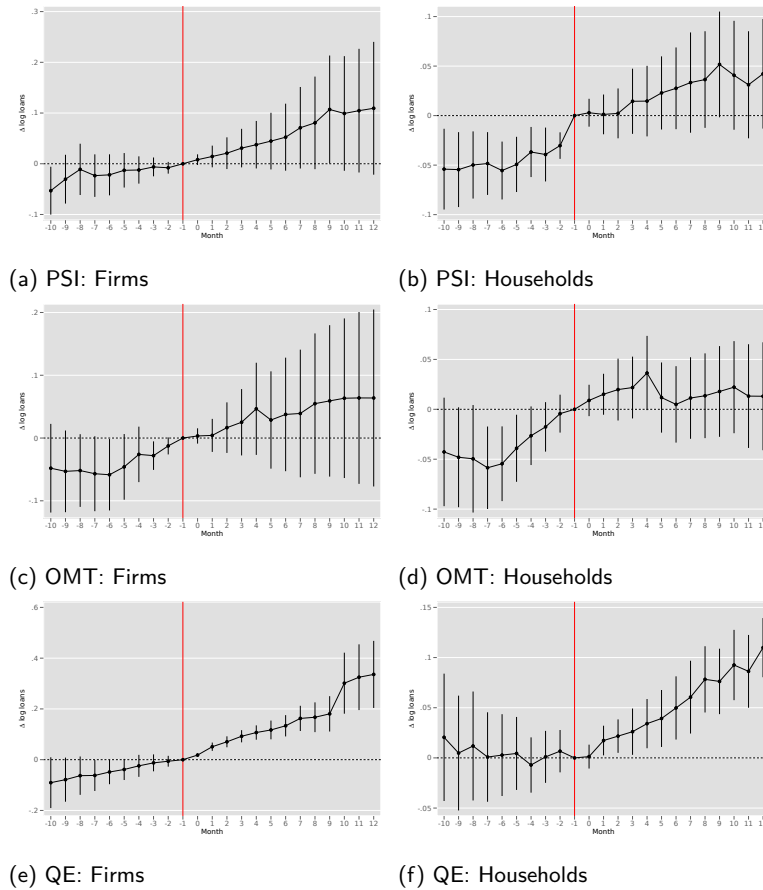 .3
.2
.1
0
-.1
Δ log loans
-10 -9 -8 -7 -6 -5 -4 -3 -2 -1 0 1 2 3 4 5 6 7 8 9 10 11 12
Month
(a) PSI: Firms
.1
.05
0
-.05
-.1
Δ log loans
-10 -9 -8 -7 -6 -5 -4 -3 -2 -1 0 1 2 3 4 5 6 7 8 9 10 11 12
Month
(b) PSI: Households
.2
.1
0
-.1
Δ log loans
-10 -9 -8 -7 -6 -5 -4 -3 -2 -1 0 1 2 3 4 5 6 7 8 9 10 11 12
Month
(c) OMT: Firms
.1
.05
0
-.05
-.1
Δ log loans
-10 -9 -8 -7 -6 -5 -4 -3 -2 -1 0 1 2 3 4 5 6 7 8 9 10 11 12
Month
(d) OMT: Households
.6
.4
.2
0
-.2
Δ log loans
-10 -9 -8 -7 -6 -5 -4 -3 -2 -1 0 1 2 3 4 5 6 7 8 9 10 11 12
Month
(e) QE: Firms
.15
.1
.05
0
-.05
Δ log loans
-10 -9 -8 -7 -6 -5 -4 -3 -2 -1 0 1 2 3 4 5 6 7 8 9 10 11 12
Month
(f) QE: Households